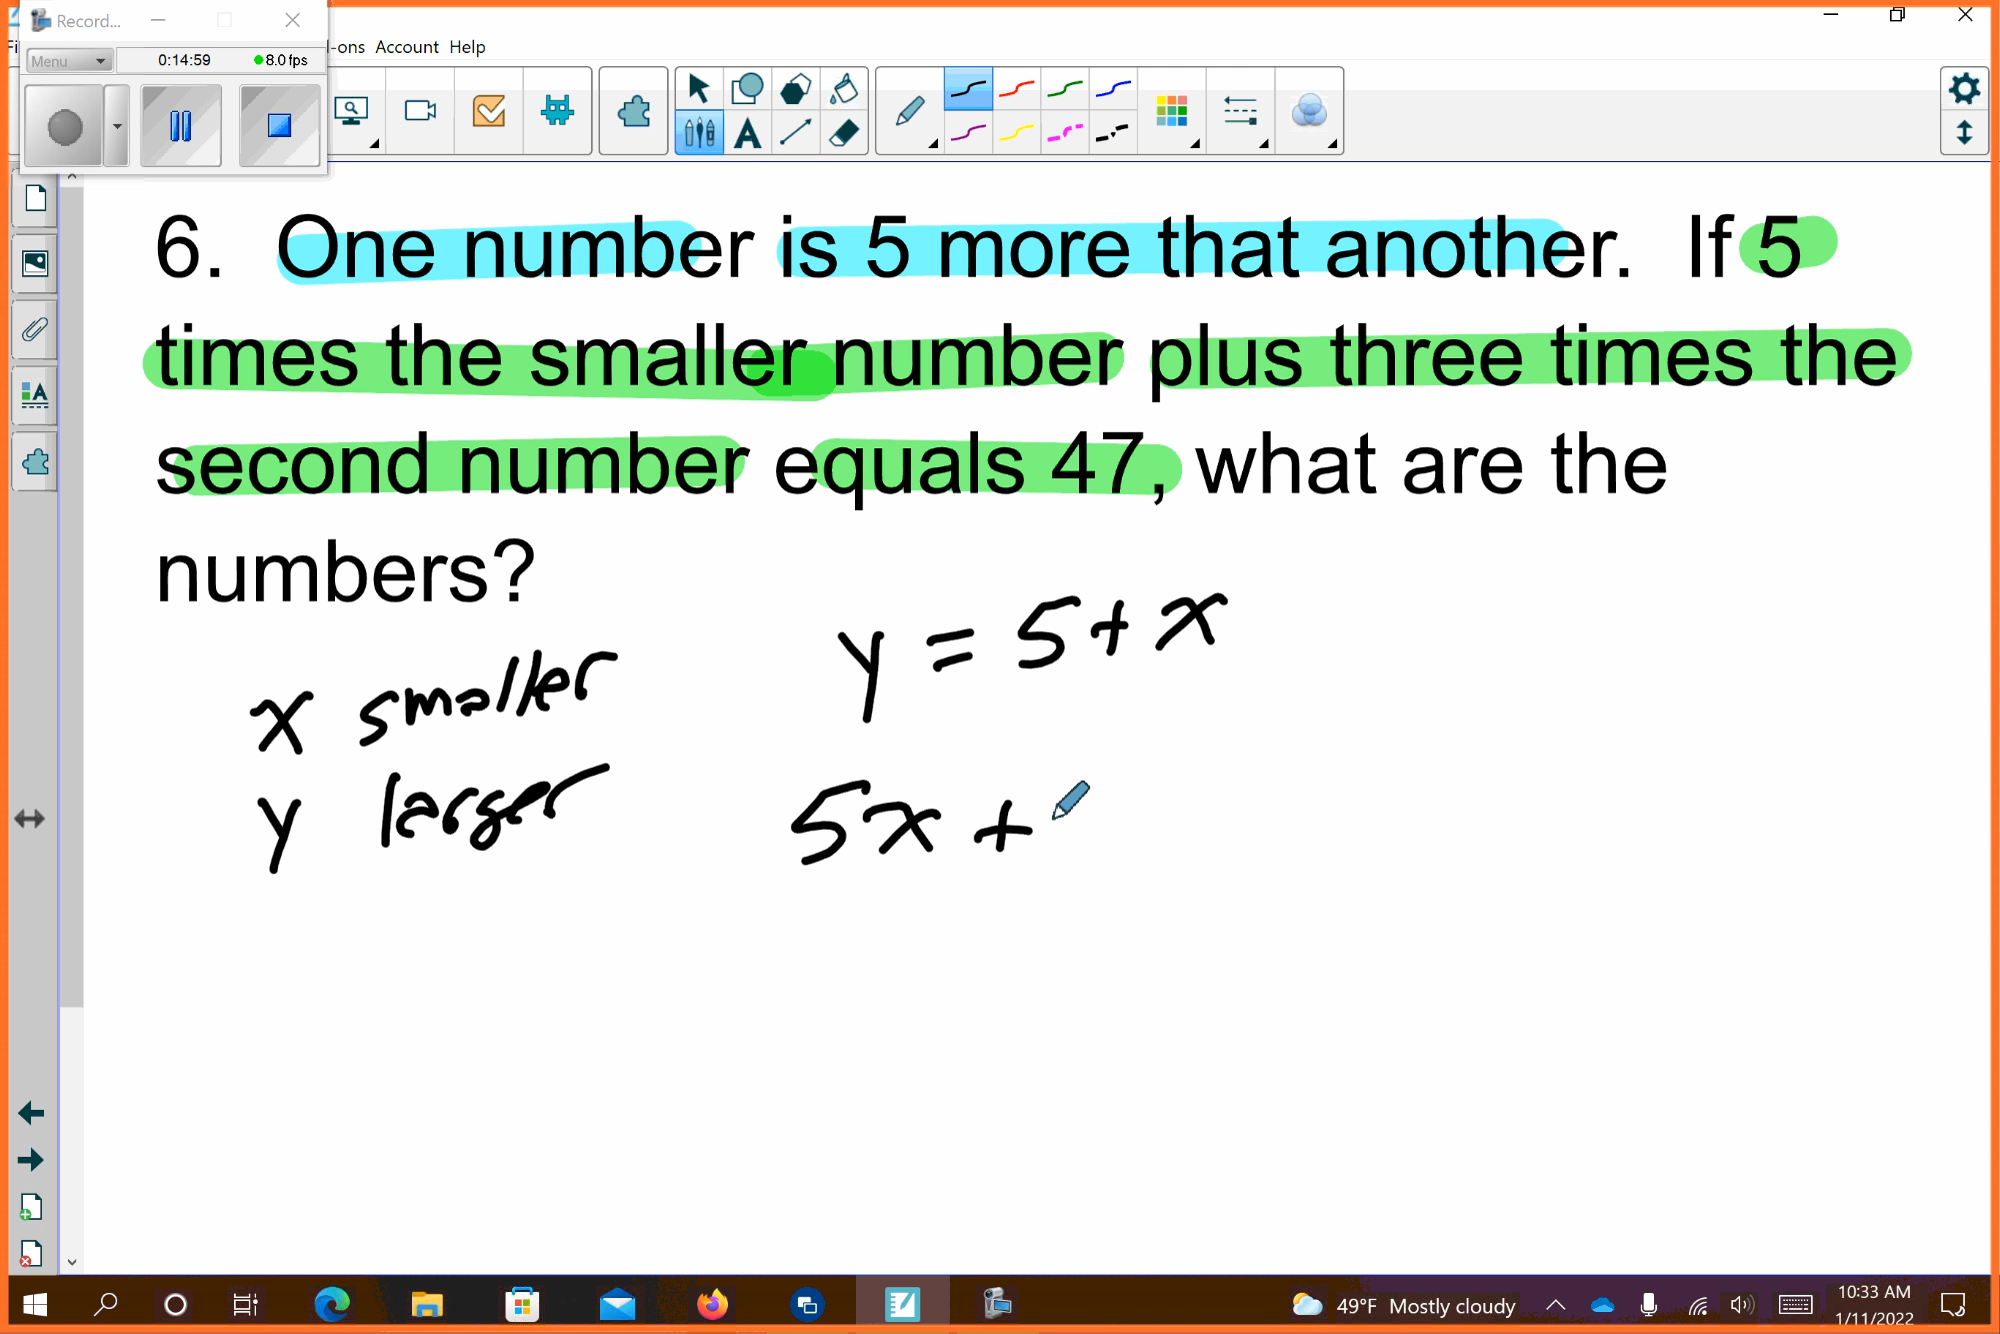 Record...
Menu 0:14:59 8.0 fps
Fi -ons Account Help
6. One number is 5 more that another. If 5
times the smaller number plus three times the
second number equals 47, what are the
numbers?
y = 5 + x
x smaller
y larger
5x +
49°F Mostly cloudy
10:33 AM
1/11/2022